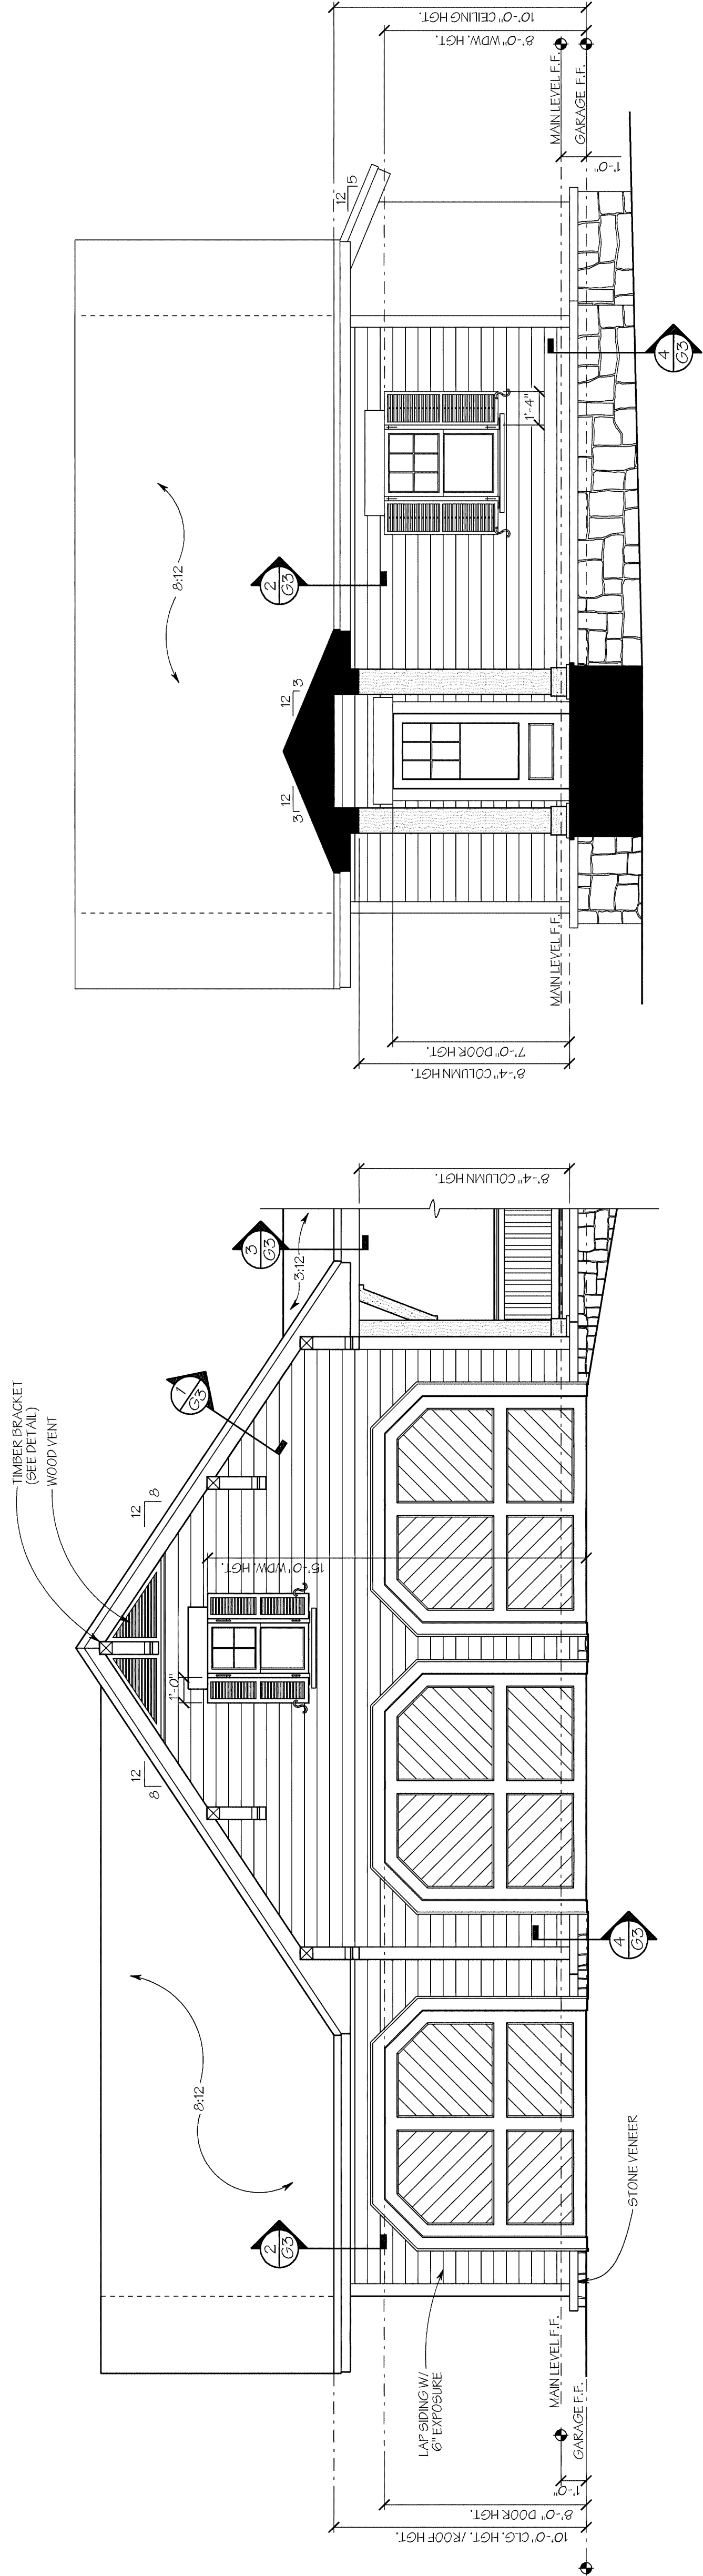 10'-0" CEILING HGT.
8'-0" WDW. HGT.
MAIN LEVEL F.F.
GARAGE F.F.
1'-0"
12
5
4
G3
1'-4"
8:12
2
G3
12
3
12
3
MAIN LEVEL F.F.
7'-0" DOOR HGT.
8'-4" COLUMN HGT.
8'-4" COLUMN HGT.
3
G3
3:12
TIMBER BRACKET
(SEE DETAIL)
WOOD VENT
1
G3
12
8
15'-0" WDW. HGT.
1'-0"
12
8
8:12
4
G3
2
G3
STONE VENEER
LAP SIDING W/
6" EXPOSURE
MAIN LEVEL F.F.
GARAGE F.F.
1'-0"
8'-0" DOOR HGT.
10'-0" CLG. HGT. / ROOF HGT.